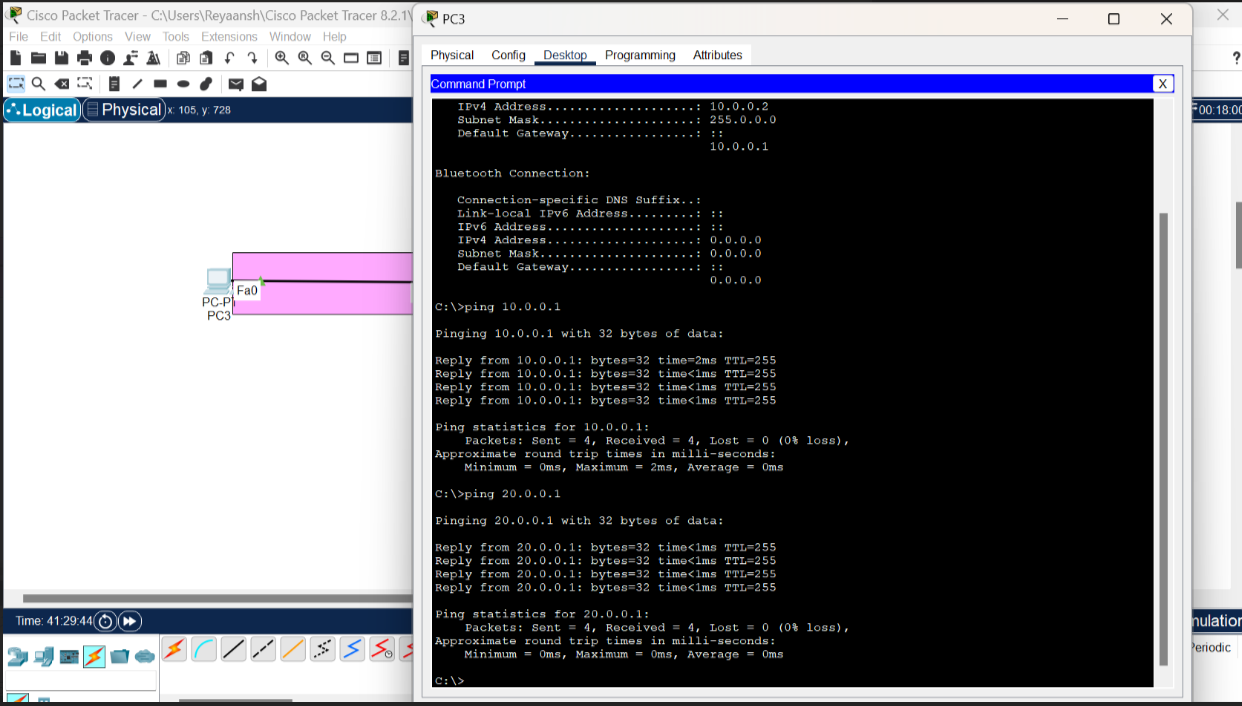 Cisco Packet Tracer - C:\Users\Reyaansh\Cisco Packet Tracer 8.2.1\
File Edit Options View Tools Extensions Window Help
?
Logical Physical x: 105, y: 728
00:18:00
Fa0
PC3
Time: 41:29:44
PC3
Physical Config Desktop Programming Attributes
Command Prompt X
IPv4 Address....................: 10.0.0.2
Subnet Mask.....................: 255.0.0.0
Default Gateway.................: ::
10.0.0.1
Bluetooth Connection:
Connection-specific DNS Suffix..:
Link-local IPv6 Address.........: ::
IPv6 Address....................: ::
IPv4 Address....................: 0.0.0.0
Subnet Mask.....................: 0.0.0.0
Default Gateway.................: ::
0.0.0.0
C:\>ping 10.0.0.1
Pinging 10.0.0.1 with 32 bytes of data:
Reply from 10.0.0.1: bytes=32 time=2ms TTL=255
Reply from 10.0.0.1: bytes=32 time<1ms TTL=255
Reply from 10.0.0.1: bytes=32 time<1ms TTL=255
Reply from 10.0.0.1: bytes=32 time<1ms TTL=255
Ping statistics for 10.0.0.1:
Packets: Sent = 4, Received = 4, Lost = 0 (0% loss),
Approximate round trip times in milli-seconds:
Minimum = 0ms, Maximum = 2ms, Average = 0ms
C:\>ping 20.0.0.1
Pinging 20.0.0.1 with 32 bytes of data:
Reply from 20.0.0.1: bytes=32 time<1ms TTL=255
Reply from 20.0.0.1: bytes=32 time<1ms TTL=255
Reply from 20.0.0.1: bytes=32 time<1ms TTL=255
Reply from 20.0.0.1: bytes=32 time<1ms TTL=255
Ping statistics for 20.0.0.1:
Packets: Sent = 4, Received = 4, Lost = 0 (0% loss),
Approximate round trip times in milli-seconds:
Minimum = 0ms, Maximum = 0ms, Average = 0ms
C:\>